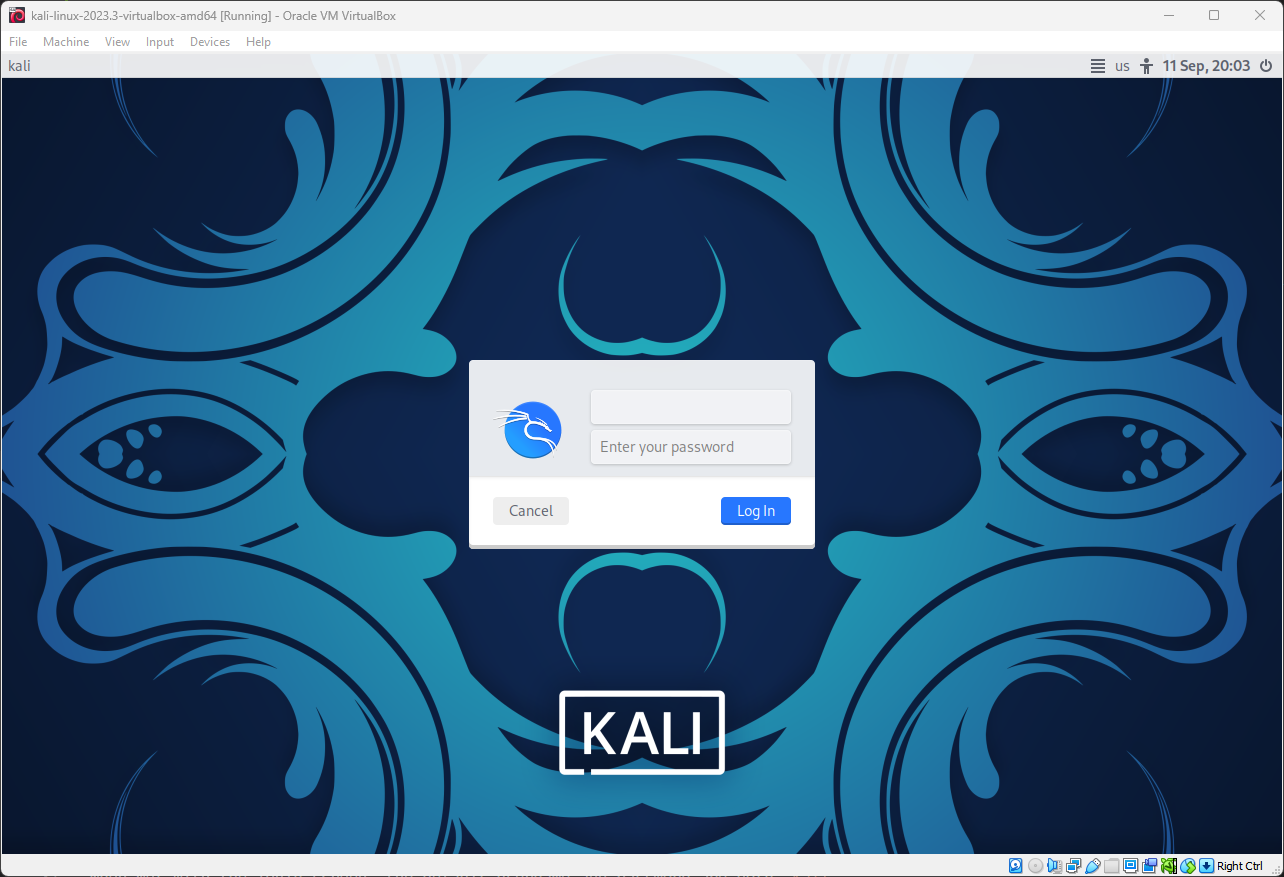 kali-linux-2023.3-virtualbox-amd64 [Running] - Oracle VM VirtualBox
File Machine View Input Devices Help
kali us 11 Sep, 20:03
Enter your password
Cancel Log In
KALI
Right Ctrl